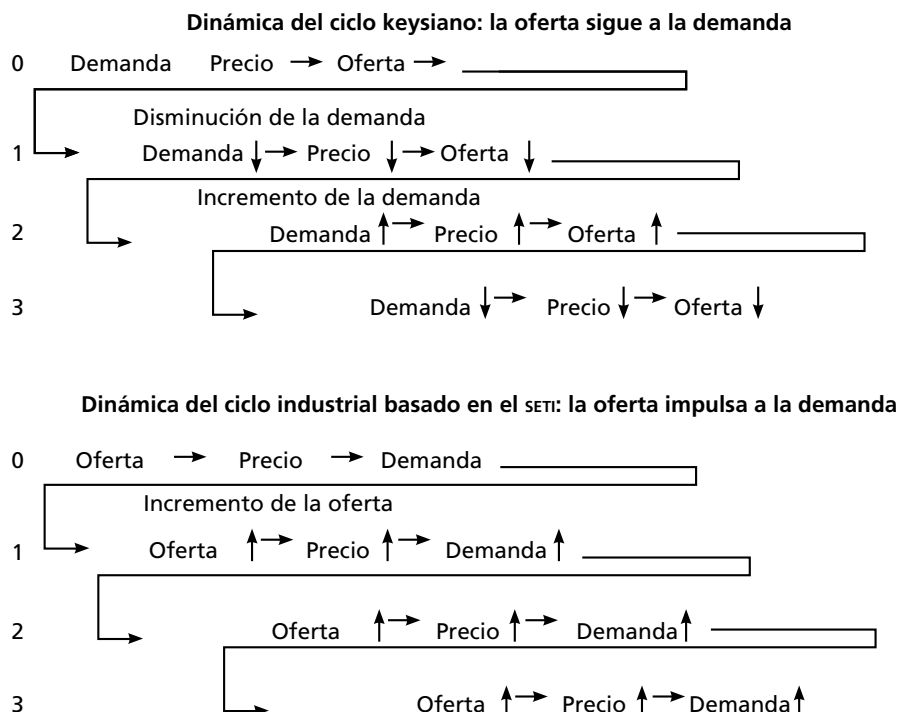 Dinámica del ciclo keysiano: la oferta sigue a la demanda
0 Demanda Precio → Oferta →
Disminución de la demanda
1 Demanda ↓ → Precio ↓ → Oferta ↓
Incremento de la demanda
2 Demanda ↑ → Precio ↑ → Oferta ↑
3 Demanda ↓ → Precio ↓ → Oferta ↓
Dinámica del ciclo industrial basado en el SETI: la oferta impulsa a la demanda
0 Oferta → Precio → Demanda
Incremento de la oferta
1 Oferta ↑ → Precio ↑ → Demanda ↑
2 Oferta ↑ → Precio ↑ → Demanda ↑
3 Oferta ↑ → Precio ↑ → Demanda ↑